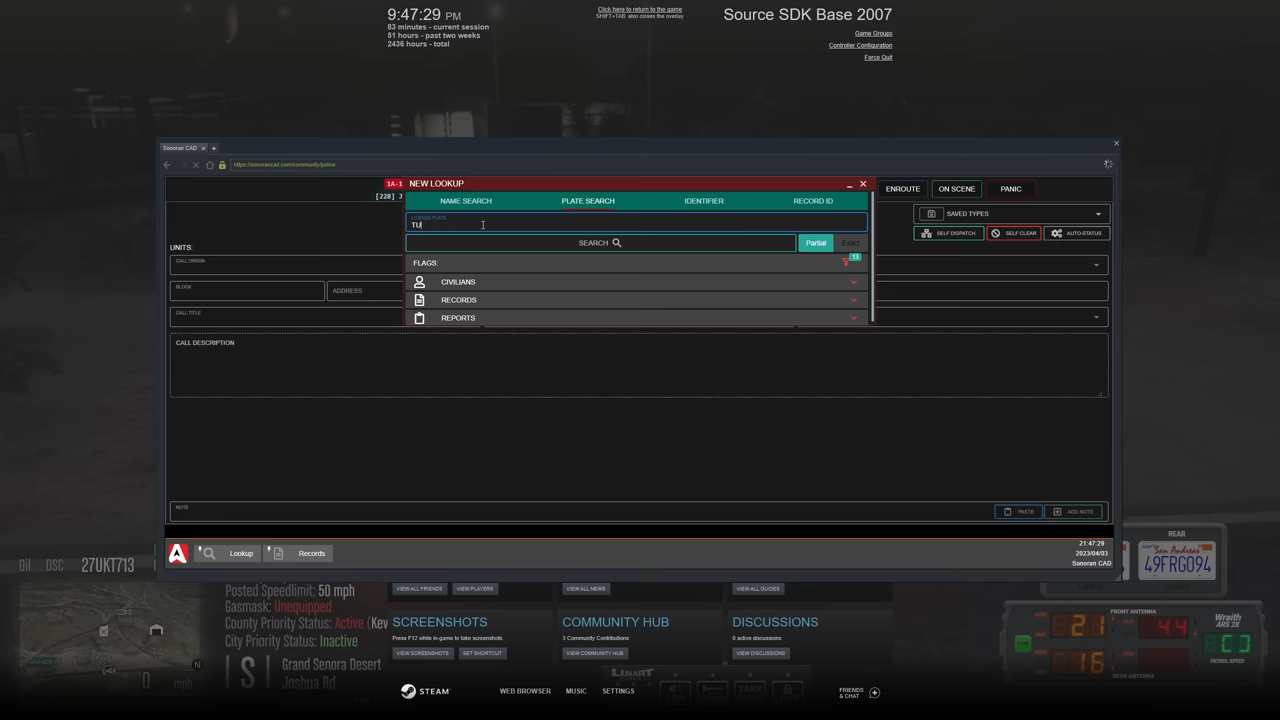 9:47:29 PM
83 minutes - current session
51 hours - past two weeks
2436 hours - total
Click here to return to the game
SHIFT+TAB also closes the overlay
Source SDK Base 2007
Game Groups
Controller Configuration
Force Quit
Sonoran CAD
https://sonorancad.com/community/police
1A-1
[228] J
NEW LOOKUP
NAME SEARCH
PLATE SEARCH
IDENTIFIER
RECORD ID
LICENSE PLATE
TU
SEARCH
Partial
Exact
FLAGS:
13
CIVILIANS
RECORDS
REPORTS
ENROUTE
ON SCENE
PANIC
SAVED TYPES
SELF DISPATCH
SELF CLEAR
AUTO-STATUS
UNITS:
CALL ORIGIN
BLOCK
ADDRESS
CALL TITLE
CALL DESCRIPTION
NOTE
PASTE
ADD NOTE
Lookup
Records
21:47:29
2023/04/03
Sonoran CAD
Oil DSC 27UKT713
Posted Speedlimit: 50 mph
Gasmask: Unequipped
County Priority Status: Active (Kev
City Priority Status: Inactive
| S | Grand Senora Desert
Joshua Rd
N
0 mph
VIEW ALL FRIENDS
VIEW PLAYERS
VIEW ALL NEWS
VIEW ALL GUIDES
SCREENSHOTS
Press F12 while in-game to take screenshots.
VIEW SCREENSHOTS
SET SHORTCUT
COMMUNITY HUB
3 Community Contributions
VIEW COMMUNITY HUB
DISCUSSIONS
0 active discussions
VIEW DISCUSSIONS
STEAM
WEB BROWSER
MUSIC
SETTINGS
FRIENDS
& CHAT
REAR
San Andreas
49FRG094
FRONT ANTENNA
21
44
16
REAR ANTENNA
Wraith
ARS 2X
PATROL SPEED